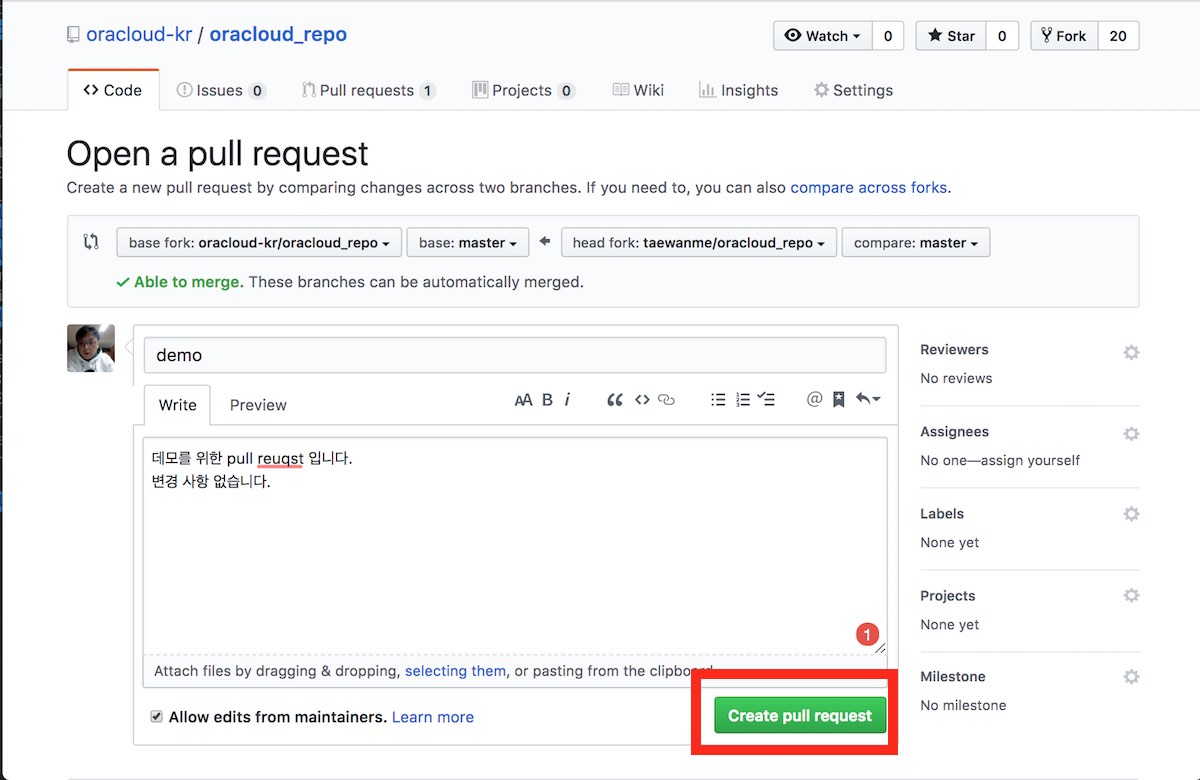 oracloud-kr / oracloud_repo
Watch 0 Star 0 Fork 20
Code Issues 0 Pull requests 1 Projects 0 Wiki Insights Settings
Open a pull request
Create a new pull request by comparing changes across two branches. If you need to, you can also compare across forks.
base fork: oracloud-kr/oracloud_repo base: master head fork: taewanme/oracloud_repo compare: master
Able to merge. These branches can be automatically merged.
demo
Write Preview AA B i
데모를 위한 pull reuqst 입니다.
변경 사항 없습니다.
1
Attach files by dragging & dropping, selecting them, or pasting from the clipboard.
Allow edits from maintainers. Learn more
Create pull request
Reviewers
No reviews
Assignees
No one—assign yourself
Labels
None yet
Projects
None yet
Milestone
No milestone